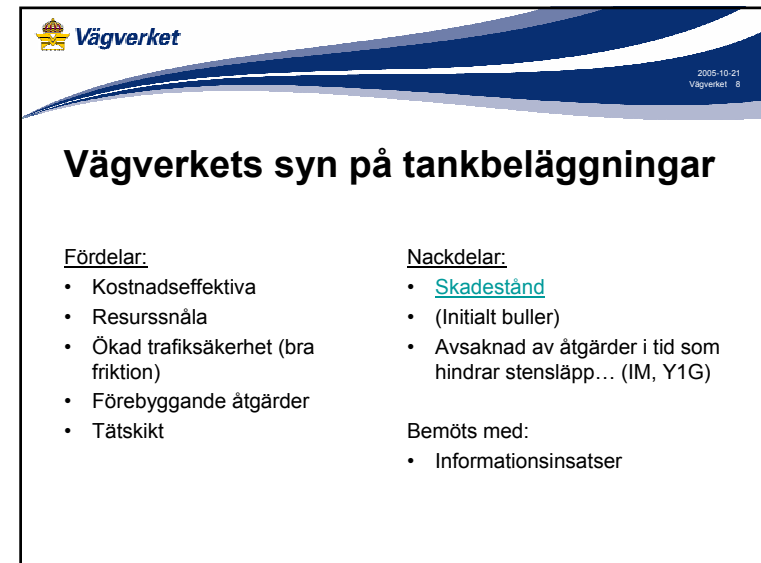 Vägverket
2005-10-21
Vägverket 8
Vägverkets syn på tankbeläggningar
Fördelar:
• Kostnadseffektiva
• Resurssnåla
• Ökad trafiksäkerhet (bra
friktion)
• Förebyggande åtgärder
• Tätskikt
Nackdelar:
• Skadestånd
• (Initialt buller)
• Avsaknad av åtgärder i tid som
hindrar stensläpp… (IM, Y1G)
Bemöts med:
• Informationsinsatser